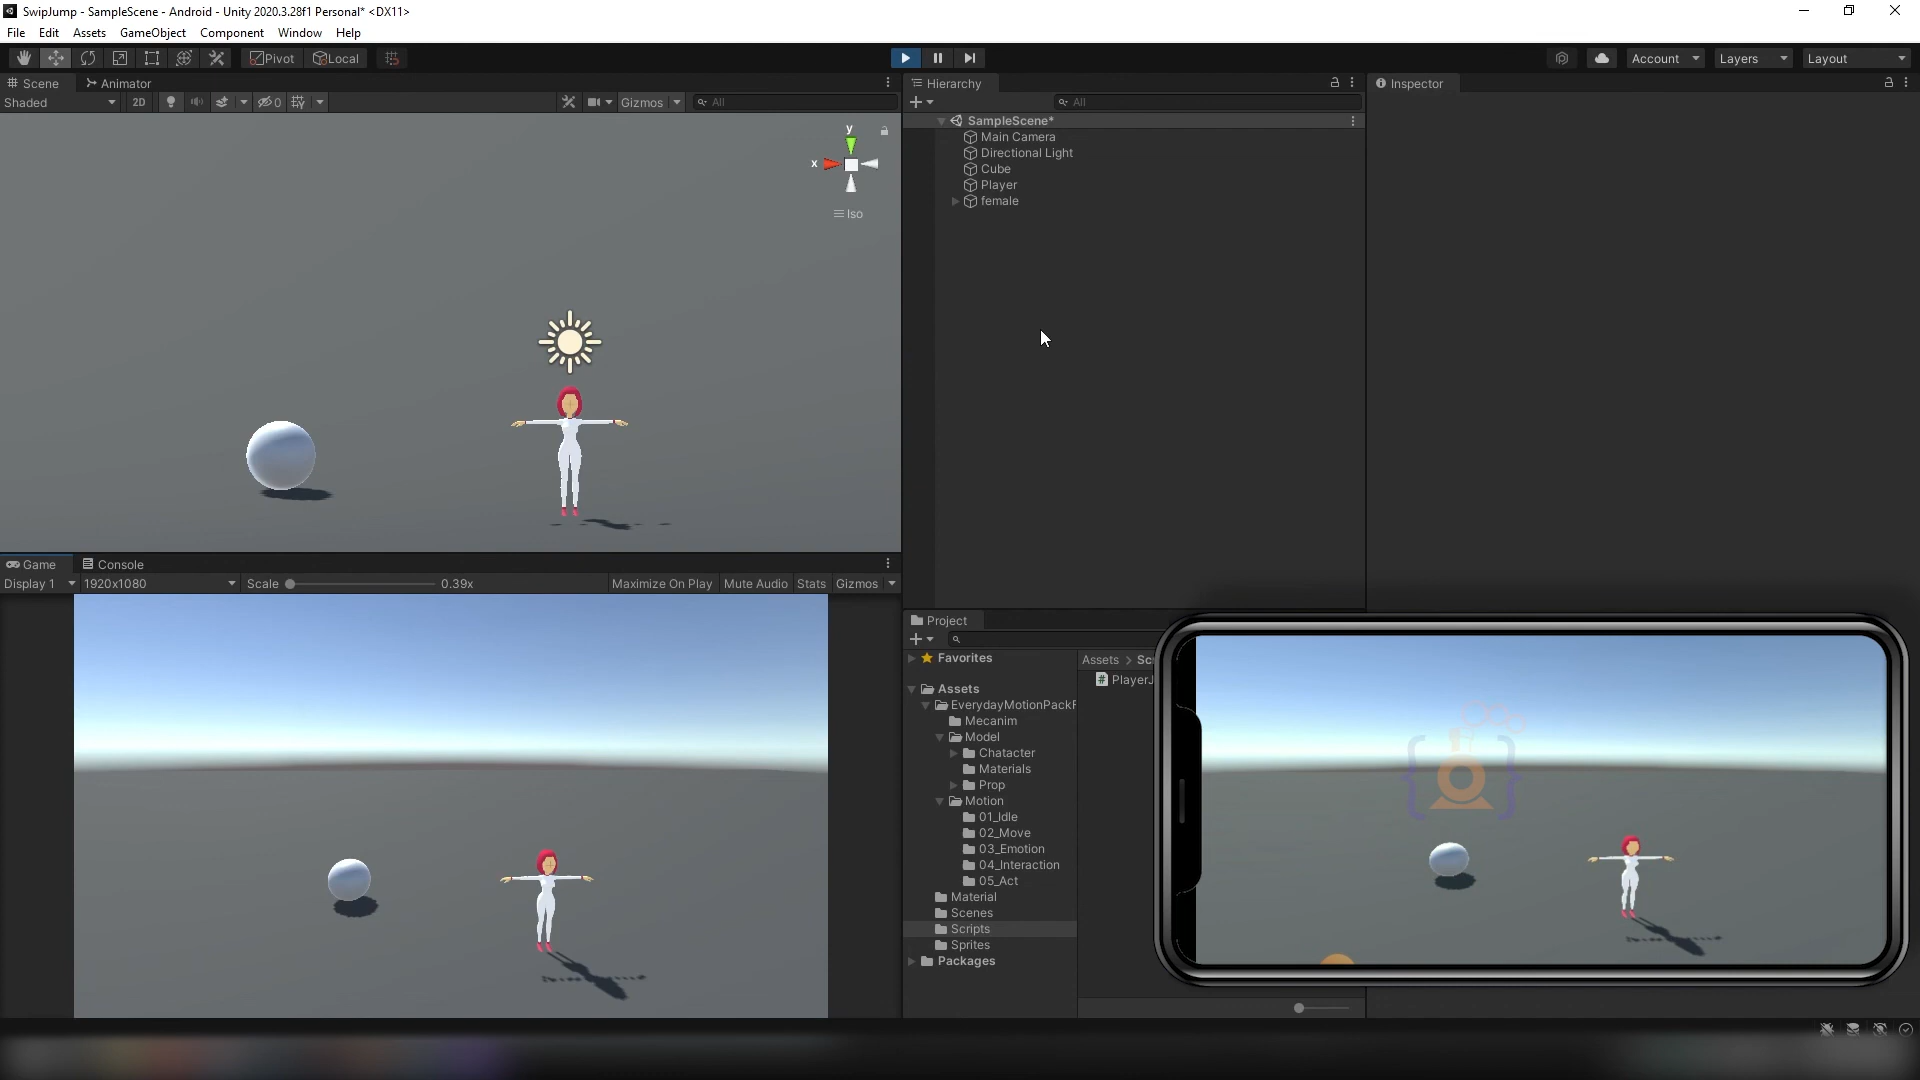 SwipJump - SampleScene - Android - Unity 2020.3.28f1 Personal* <DX11>
File Edit Assets GameObject Component Window Help
Pivot Local
Account Layers Layout
Scene Animator
Shaded 2D 0 Gizmos All
y
x
Iso
Hierarchy
All
SampleScene*
Main Camera
Directional Light
Cube
Player
female
Inspector
Game Console
Display 1 1920x1080 Scale 0.39x Maximize On Play Mute Audio Stats Gizmos
Project
Favorites
Assets
EverydayMotionPackF
Mecanim
Model
Chatacter
Materials
Prop
Motion
01_Idle
02_Move
03_Emotion
04_Interaction
05_Act
Material
Scenes
Scripts
Sprites
Packages
Assets > Sc
PlayerJ